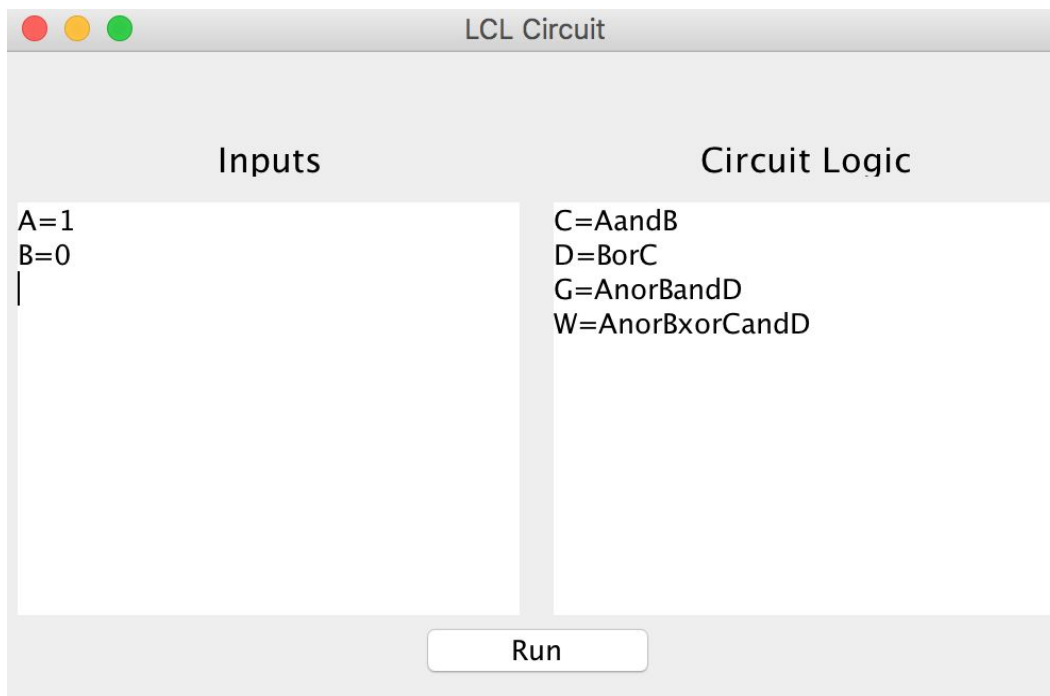 LCL Circuit
Inputs
Circuit Logic
A=1
B=0
C=AandB
D=BorC
G=AnorBandD
W=AnorBxorCandD
Run